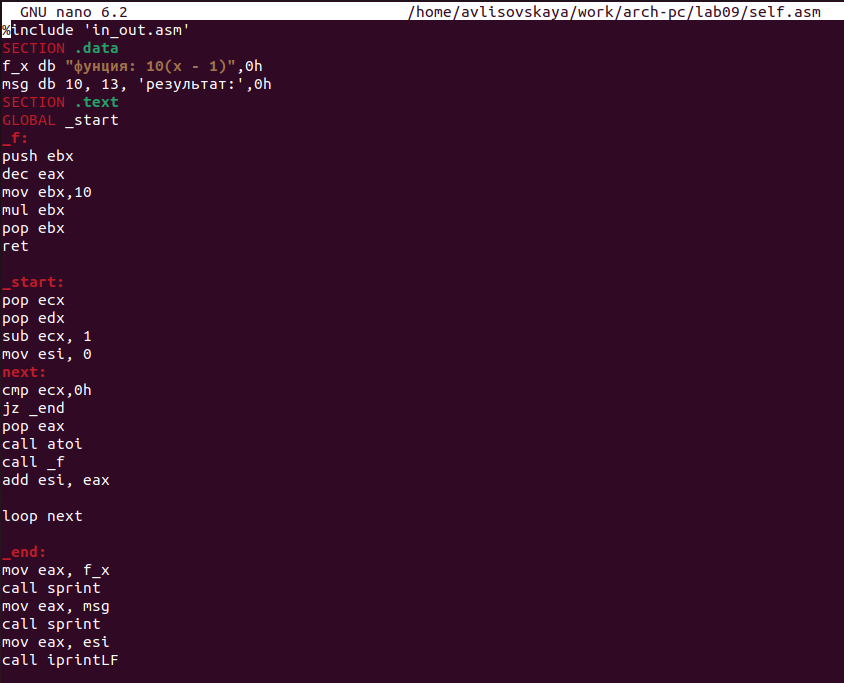 GNU nano 6.2 /home/avlisovskaya/work/arch-pc/lab09/self.asm
%include 'in_out.asm'
SECTION .data
f_x db "фунция: 10(x - 1)",0h
msg db 10, 13, 'результат:',0h
SECTION .text
GLOBAL _start
_f:
push ebx
dec eax
mov ebx,10
mul ebx
pop ebx
ret
_start:
pop ecx
pop edx
sub ecx, 1
mov esi, 0
next:
cmp ecx,0h
jz _end
pop eax
call atoi
call _f
add esi, eax
loop next
_end:
mov eax, f_x
call sprint
mov eax, msg
call sprint
mov eax, esi
call iprintLF